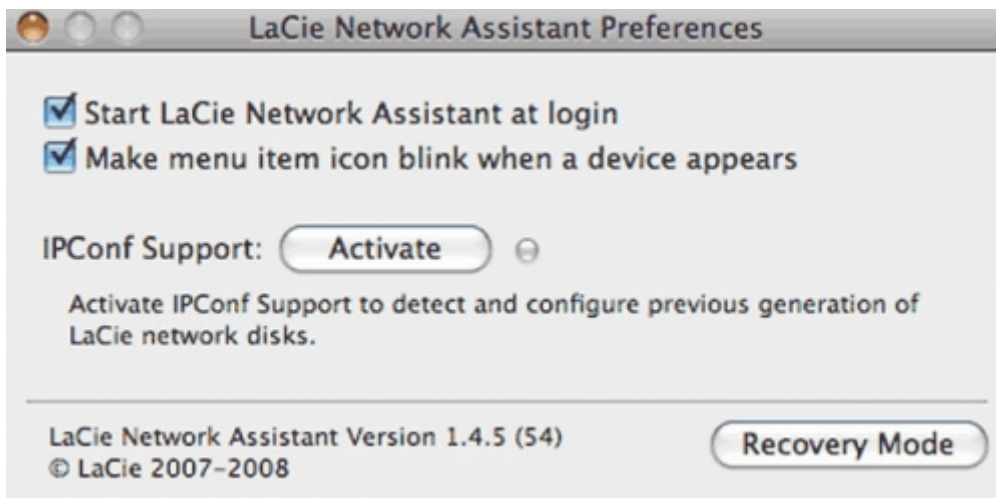 LaCie Network Assistant Preferences
Start LaCie Network Assistant at login
Make menu item icon blink when a device appears
IPConf Support: Activate
Activate IPConf Support to detect and configure previous generation of
LaCie network disks.
LaCie Network Assistant Version 1.4.5 (54)
© LaCie 2007–2008
Recovery Mode